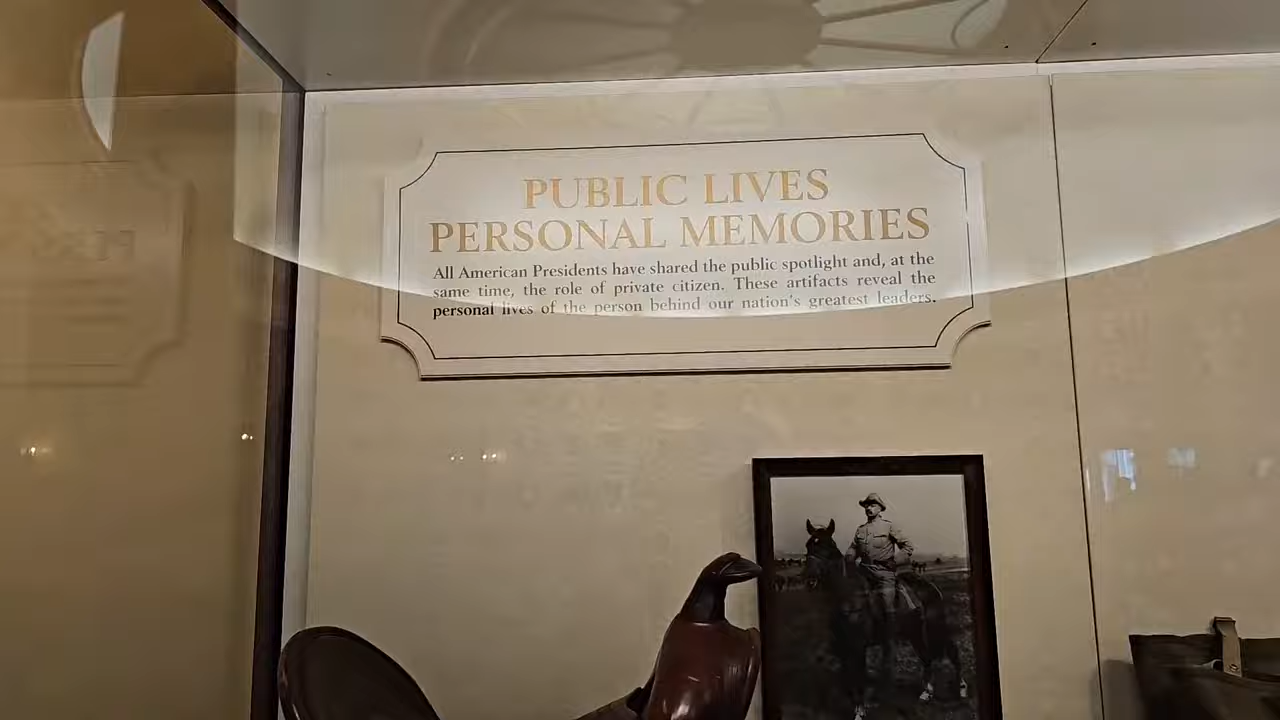 PUBLIC LIVES
PERSONAL MEMORIES
All American Presidents have shared the public spotlight and, at the
same time, the role of private citizen. These artifacts reveal the
personal lives of the person behind our nation's greatest leaders.